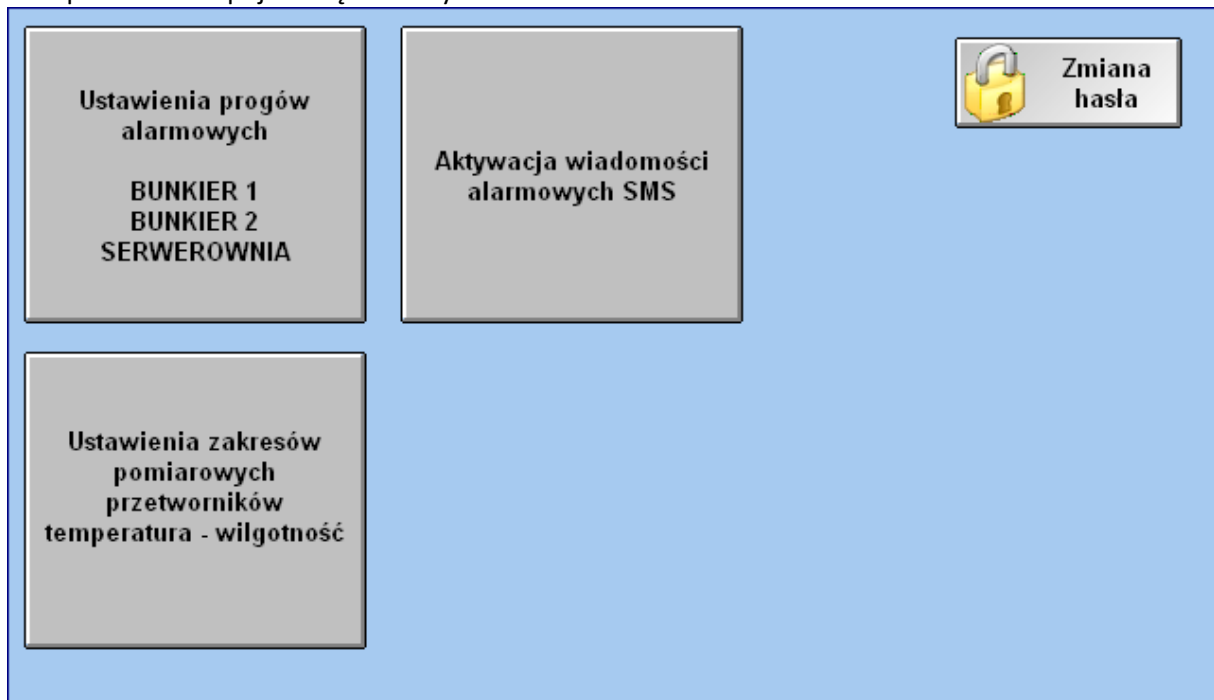 Ustawienia progów
alarmowych
BUNKIER 1
BUNKIER 2
SERWEROWNIA
Aktywacja wiadomości
alarmowych SMS
Zmiana
hasła
Ustawienia zakresów
pomiarowych
przetworników
temperatura - wilgotność